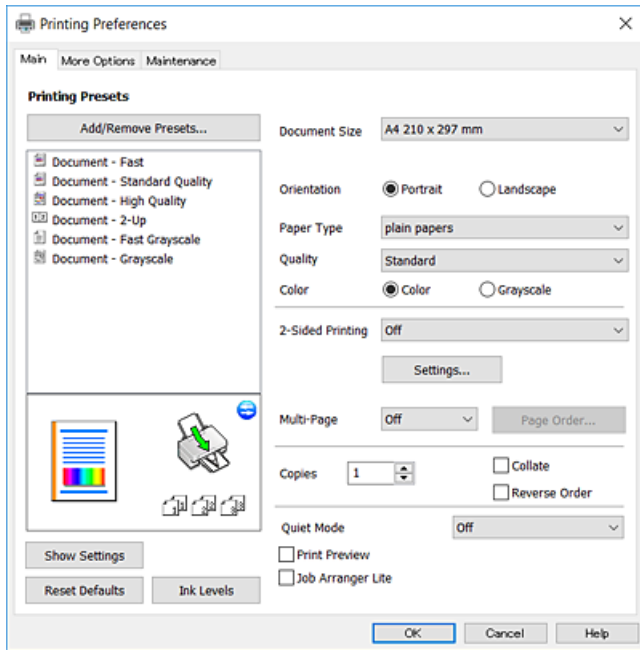 Printing Preferences
Main More Options Maintenance
Printing Presets
Add/Remove Presets...
Document - Fast
Document - Standard Quality
Document - High Quality
Document - 2-Up
Document - Fast Grayscale
Document - Grayscale
Show Settings
Reset Defaults Ink Levels
Document Size A4 210 x 297 mm
Orientation Portrait Landscape
Paper Type plain papers
Quality Standard
Color Color Grayscale
2-Sided Printing Off
Settings...
Multi-Page Off Page Order...
Copies 1 Collate
Reverse Order
Quiet Mode Off
Print Preview
Job Arranger Lite
OK Cancel Help